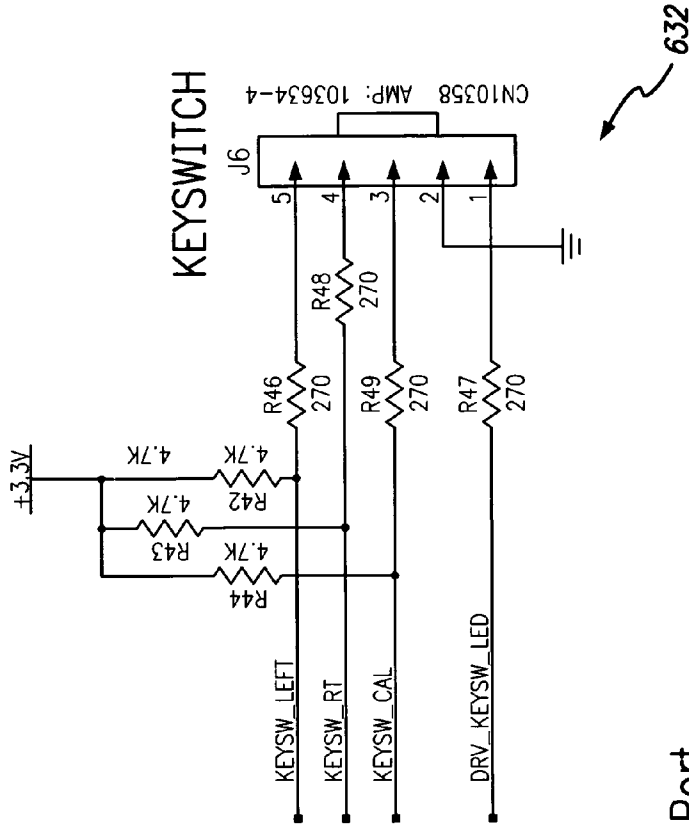 KEYSWITCH
+3.3V
4.7K
4.7K
R42
4.7K
R43
4.7K
R44
J6
5
4
3
2
1
CN10358 AMP: 103634-4
R46
270
R48
270
R49
270
R47
270
KEYSW_LEFT
KEYSW_RT
KEYSW_CAL
DRV_KEYSW_LED
632
Port